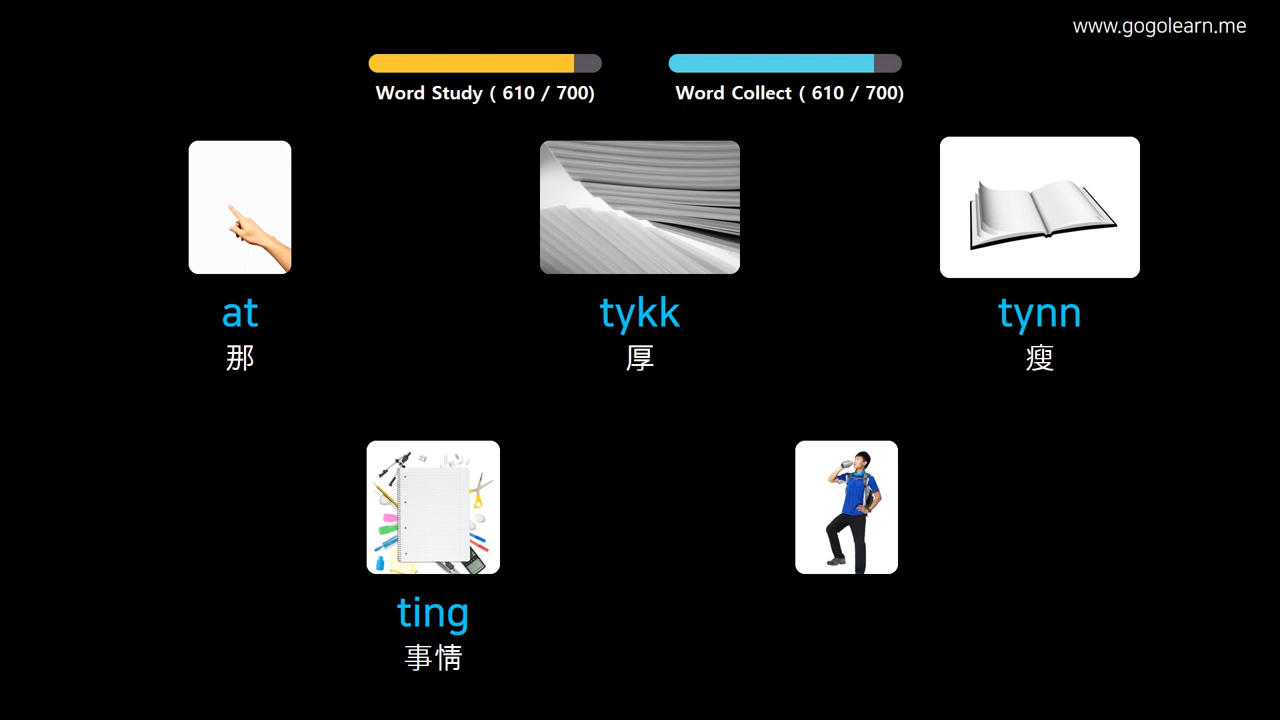 www.gogolearn.me
Word Study ( 610 / 700)
Word Collect ( 610 / 700)
at
那
tykk
厚
tynn
瘦
ting
事情